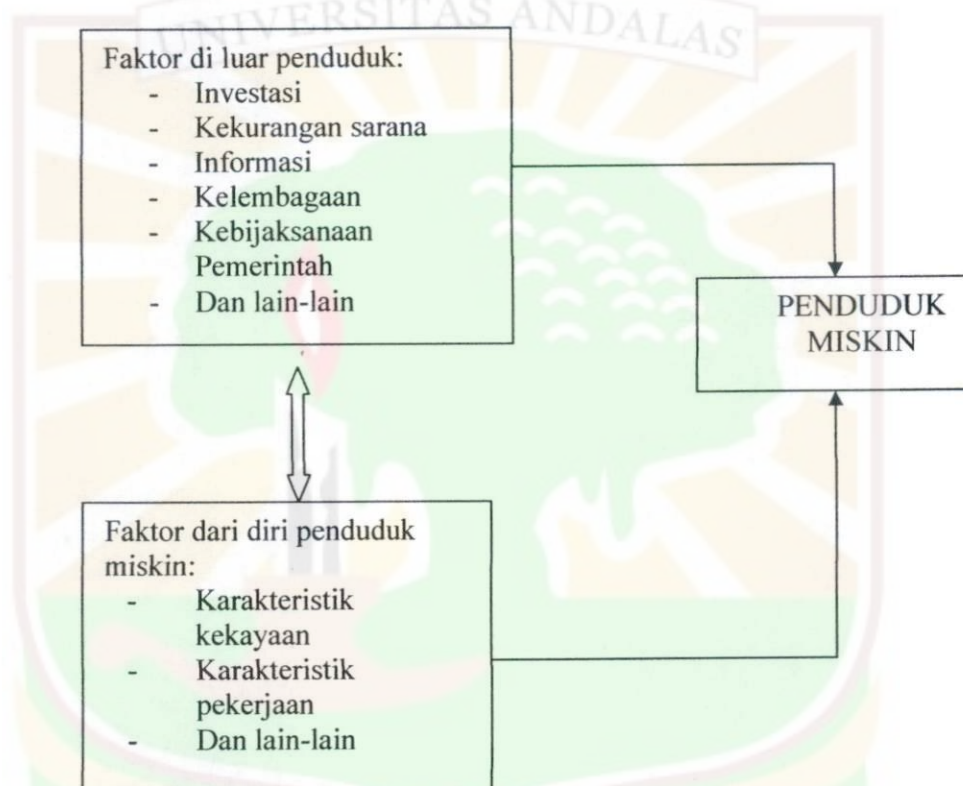 UNIVERSITAS ANDALAS
Faktor di luar penduduk:
- Investasi
- Kekurangan sarana
- Informasi
- Kelembagaan
- Kebijaksanaan
Pemerintah
- Dan lain-lain
PENDUDUK
MISKIN
Faktor dari diri penduduk
miskin:
- Karakteristik
kekayaan
- Karakteristik
pekerjaan
- Dan lain-lain